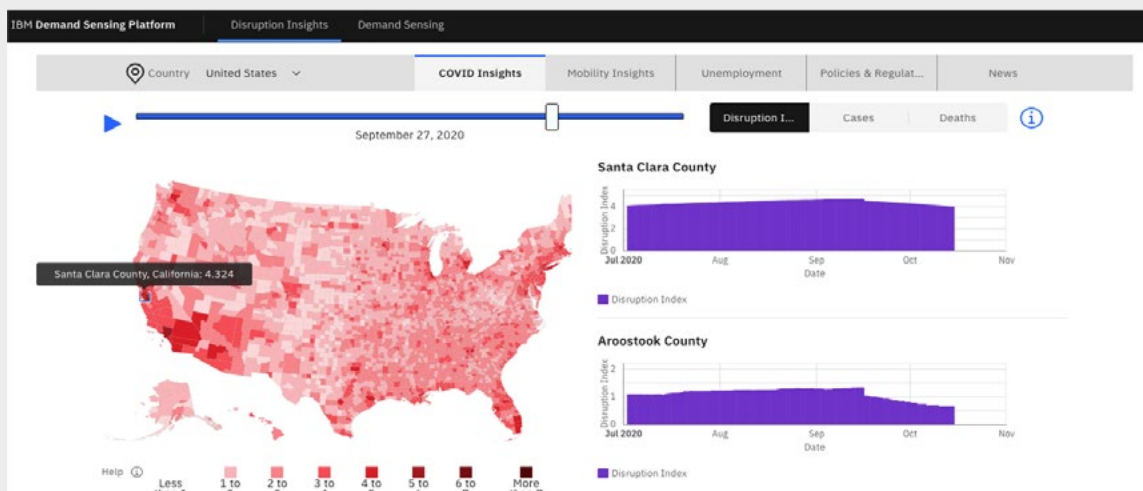 IBM Demand Sensing Platform Disruption Insights Demand Sensing
Country United States COVID Insights Mobility Insights Unemployment Policies & Regulat... News
Disruption I... Cases Deaths
September 27, 2020
Santa Clara County
Disruption Index
4
2
0
Jul 2020 Aug Sep Oct Nov
Date
Disruption Index
Santa Clara County, California: 4.324
Aroostook County
Disruption Index
2
1
0
Jul 2020 Aug Sep Oct Nov
Date
Disruption Index
Help
Less 1 to 2 to 3 to 4 to 5 to 6 to More